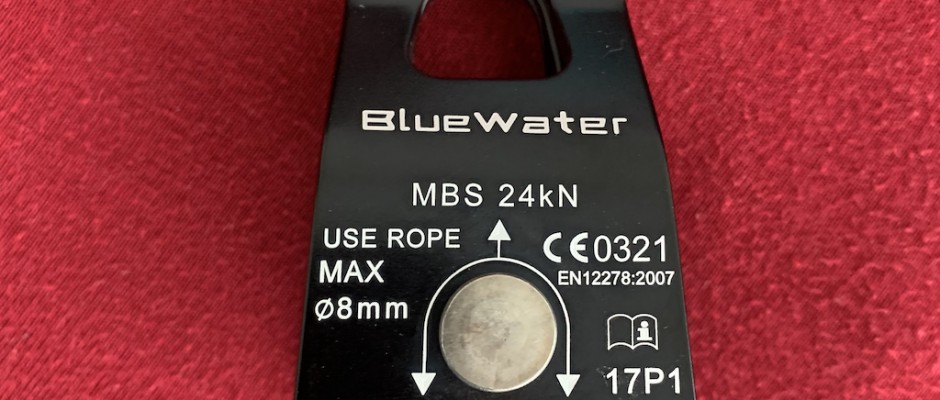 BlueWater
MBS 24kN
USE ROPE
MAX
Ø8mm
CE0321
EN12278:2007
i
17P1